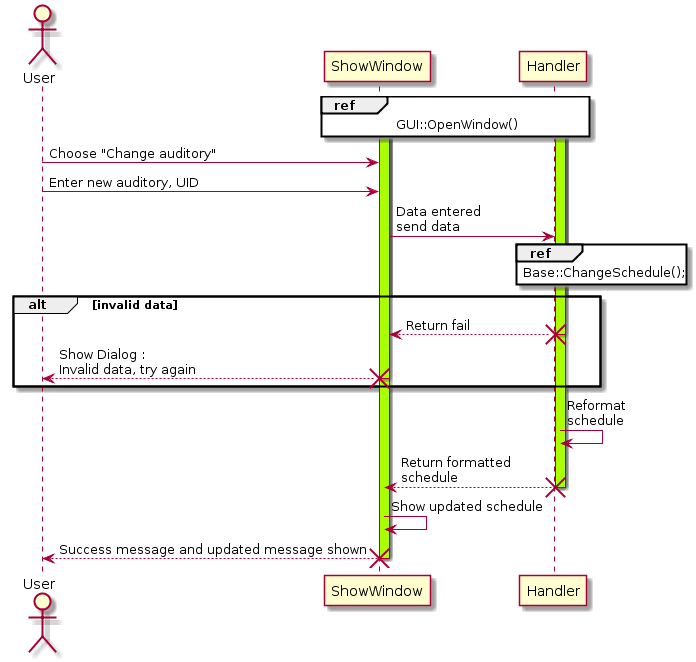 User
ShowWindow
Handler
ref
GUI::OpenWindow()
Choose "Change auditory"
Enter new auditory, UID
Data entered
send data
ref
Base::ChangeSchedule();
alt
[invalid data]
Return fail
Show Dialog :
Invalid data, try again
Reformat
schedule
Return formatted
schedule
Show updated schedule
Success message and updated message shown
User
ShowWindow
Handler